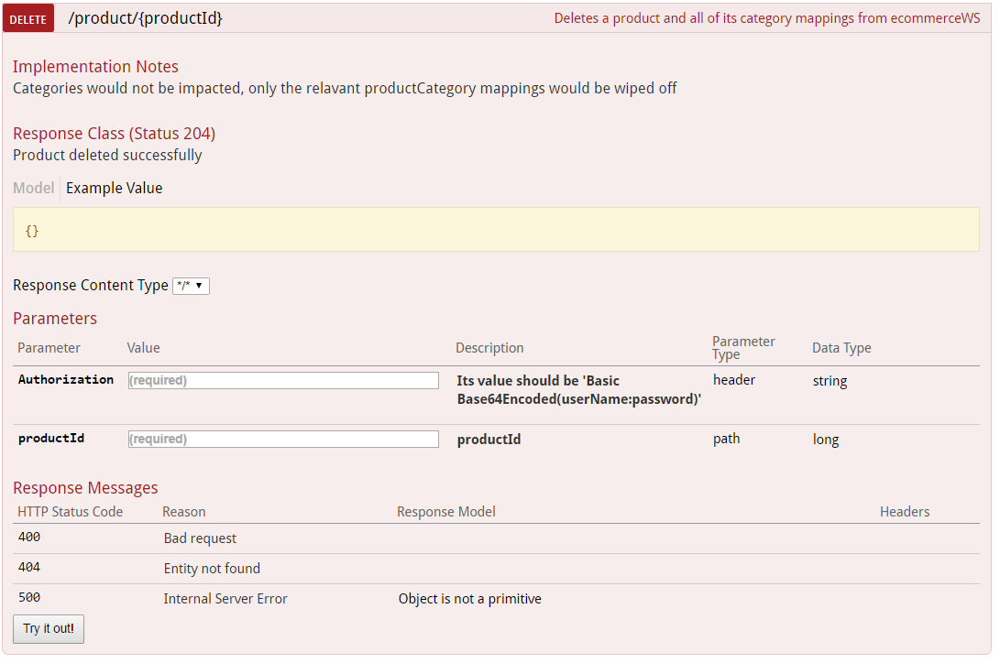 DELETE /product/{productId} Deletes a product and all of its category mappings from ecommerceWS
Implementation Notes
Categories would not be impacted, only the relavant productCategory mappings would be wiped off
Response Class (Status 204)
Product deleted successfully
Model Example Value
{}
Response Content Type */* ▼
Parameters
Parameter Value Description Parameter Type Data Type
Authorization (required) Its value should be 'Basic header string
Base64Encoded(userName:password)'
productId (required) productId path long
Response Messages
HTTP Status Code Reason Response Model Headers
400 Bad request
404 Entity not found
500 Internal Server Error Object is not a primitive
Try it out!